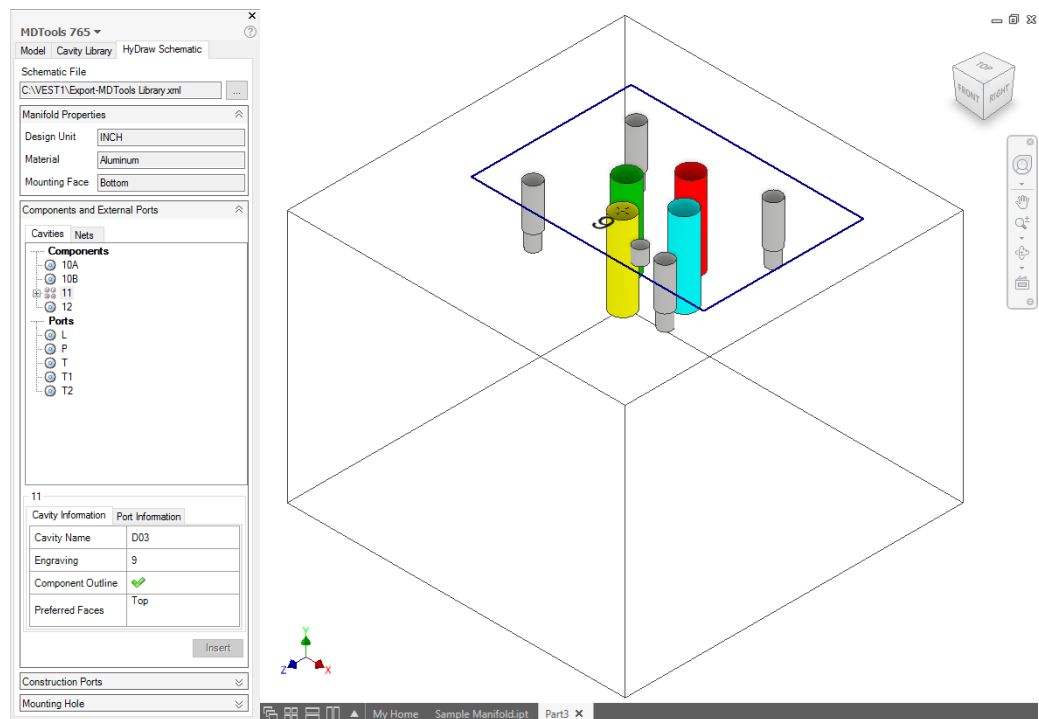 MDTools 765
Model Cavity Library HyDraw Schematic
Schematic File
C:\VEST1\Export-MDTools Library.xml ...
Manifold Properties
Design Unit INCH
Material Aluminum
Mounting Face Bottom
Components and External Ports
Cavities Nets
Components
10A
10B
11
12
Ports
L
P
T
T1
T2
11
Cavity Information Port Information
Cavity Name D03
Engraving 9
Component Outline
Preferred Faces Top
Insert
Construction Ports
Mounting Hole
9
TOP
FRONT RIGHT
Y
Z X
My Home Sample Manifold.ipt Part3